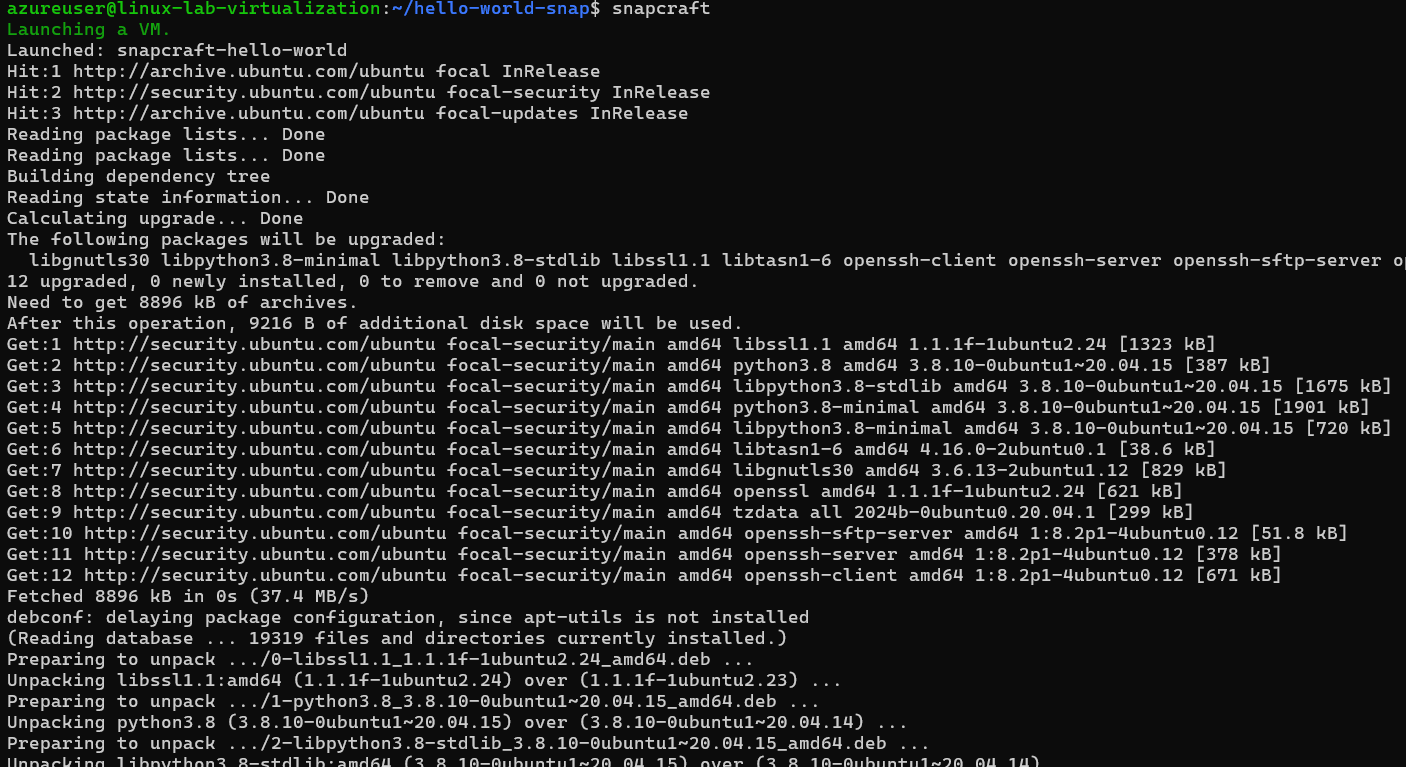 azureuser@linux-lab-virtualization:~/hello-world-snap$ snapcraft
Launching a VM.
Launched: snapcraft-hello-world
Hit:1 http://archive.ubuntu.com/ubuntu focal InRelease
Hit:2 http://security.ubuntu.com/ubuntu focal-security InRelease
Hit:3 http://archive.ubuntu.com/ubuntu focal-updates InRelease
Reading package lists... Done
Reading package lists... Done
Building dependency tree
Reading state information... Done
Calculating upgrade... Done
The following packages will be upgraded:
  libgnutls30 libpython3.8-minimal libpython3.8-stdlib libssl1.1 libtasn1-6 openssh-client openssh-server openssh-sftp-server
12 upgraded, 0 newly installed, 0 to remove and 0 not upgraded.
Need to get 8896 kB of archives.
After this operation, 9216 B of additional disk space will be used.
Get:1 http://security.ubuntu.com/ubuntu focal-security/main amd64 libssl1.1 amd64 1.1.1f-1ubuntu2.24 [1323 kB]
Get:2 http://security.ubuntu.com/ubuntu focal-security/main amd64 python3.8 amd64 3.8.10-0ubuntu1~20.04.15 [387 kB]
Get:3 http://security.ubuntu.com/ubuntu focal-security/main amd64 libpython3.8-stdlib amd64 3.8.10-0ubuntu1~20.04.15 [1675 kB]
Get:4 http://security.ubuntu.com/ubuntu focal-security/main amd64 python3.8-minimal amd64 3.8.10-0ubuntu1~20.04.15 [1901 kB]
Get:5 http://security.ubuntu.com/ubuntu focal-security/main amd64 libpython3.8-minimal amd64 3.8.10-0ubuntu1~20.04.15 [720 kB]
Get:6 http://security.ubuntu.com/ubuntu focal-security/main amd64 libtasn1-6 amd64 4.16.0-2ubuntu0.1 [38.6 kB]
Get:7 http://security.ubuntu.com/ubuntu focal-security/main amd64 libgnutls30 amd64 3.6.13-2ubuntu1.12 [829 kB]
Get:8 http://security.ubuntu.com/ubuntu focal-security/main amd64 openssl amd64 1.1.1f-1ubuntu2.24 [621 kB]
Get:9 http://security.ubuntu.com/ubuntu focal-security/main amd64 tzdata all 2024b-0ubuntu0.20.04.1 [299 kB]
Get:10 http://security.ubuntu.com/ubuntu focal-security/main amd64 openssh-sftp-server amd64 1:8.2p1-4ubuntu0.12 [51.8 kB]
Get:11 http://security.ubuntu.com/ubuntu focal-security/main amd64 openssh-server amd64 1:8.2p1-4ubuntu0.12 [378 kB]
Get:12 http://security.ubuntu.com/ubuntu focal-security/main amd64 openssh-client amd64 1:8.2p1-4ubuntu0.12 [671 kB]
Fetched 8896 kB in 0s (37.4 MB/s)
debconf: delaying package configuration, since apt-utils is not installed
(Reading database ... 19319 files and directories currently installed.)
Preparing to unpack .../0-libssl1.1_1.1.1f-1ubuntu2.24_amd64.deb ...
Unpacking libssl1.1:amd64 (1.1.1f-1ubuntu2.24) over (1.1.1f-1ubuntu2.23) ...
Preparing to unpack .../1-python3.8_3.8.10-0ubuntu1~20.04.15_amd64.deb ...
Unpacking python3.8 (3.8.10-0ubuntu1~20.04.15) over (3.8.10-0ubuntu1~20.04.14) ...
Preparing to unpack .../2-libpython3.8-stdlib_3.8.10-0ubuntu1~20.04.15_amd64.deb ...
Unpacking libpython3.8-stdlib:amd64 (3.8.10-0ubuntu1~20.04.15) over (3.8.10-0ubuntu1~20.04.14)